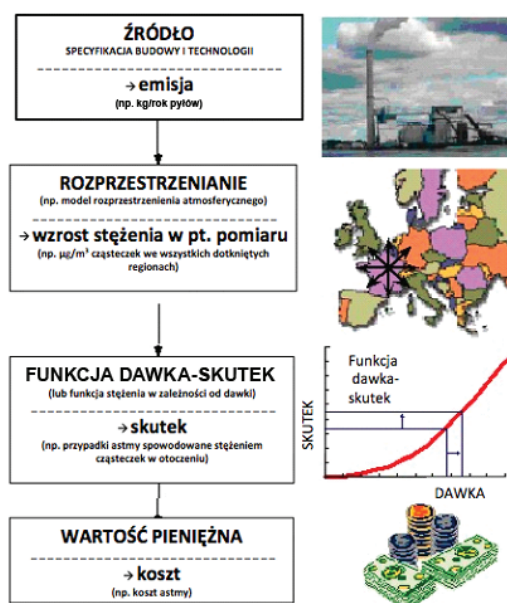 ŹRÓDŁO
SPECYFIKACJA BUDOWY I TECHNOLOGII
→ emisja
(np. kg/rok pyłów)
ROZPRZESTRZENIANIE
(np. model rozprzestrzenienia atmosferycznego)
→ wzrost stężenia w pt. pomiaru
(np. µg/m³ cząsteczek we wszystkich dotkniętych
regionach)
FUNKCJA DAWKA-SKUTEK
(lub funkcja stężenia w zależności od dawki)
→ skutek
(np. przypadki astmy spowodowane stężeniem
cząsteczek w otoczeniu)
Funkcja
dawka-
skutek
SKUTEK
DAWKA
WARTOŚĆ PIENIĘŻNA
→ koszt
(np. koszt astmy)